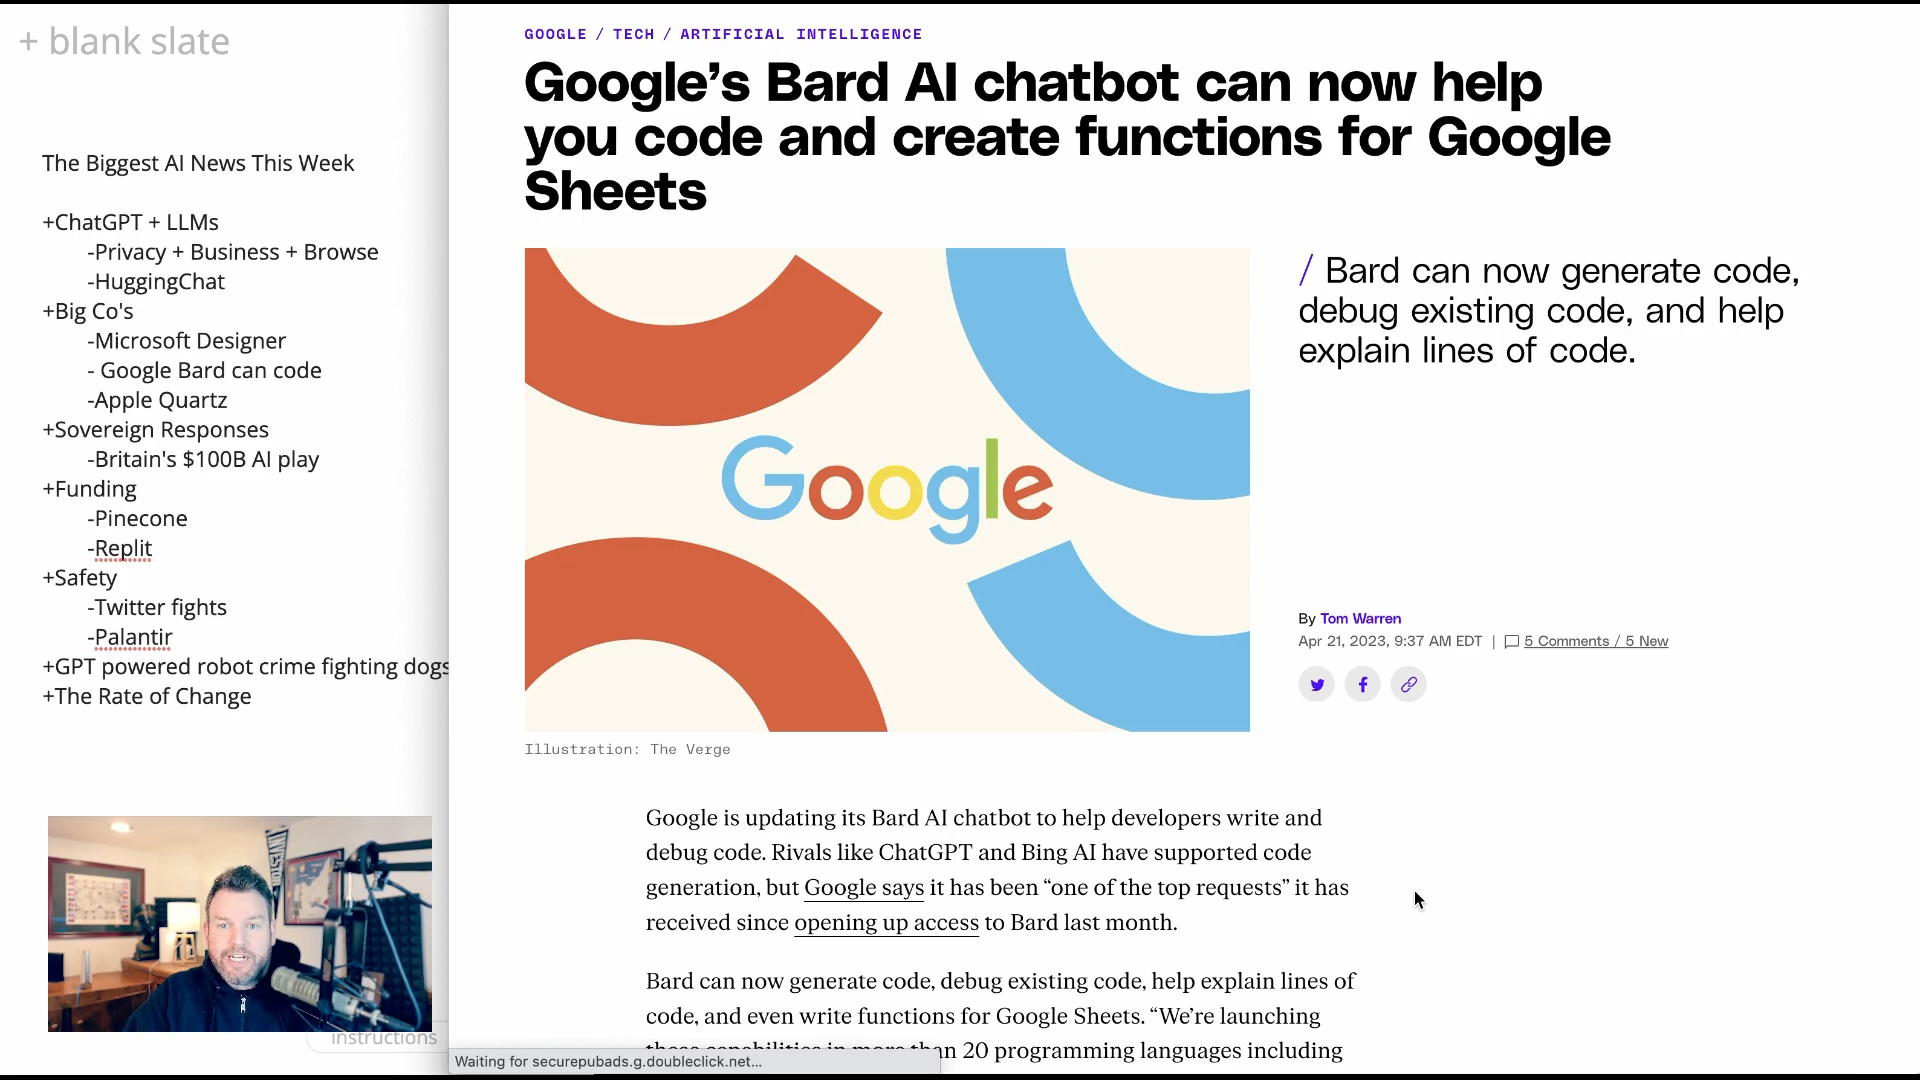 + blank slate
The Biggest AI News This Week
+ChatGPT + LLMs
-Privacy + Business + Browse
-HuggingChat
+Big Co's
-Microsoft Designer
- Google Bard can code
-Apple Quartz
+Sovereign Responses
-Britain's $100B AI play
+Funding
-Pinecone
-Replit
+Safety
-Twitter fights
-Palantir
+GPT powered robot crime fighting dogs
+The Rate of Change
instructions
GOOGLE / TECH / ARTIFICIAL INTELLIGENCE
Google’s Bard AI chatbot can now help
you code and create functions for Google
Sheets
Google
/ Bard can now generate code,
debug existing code, and help
explain lines of code.
By Tom Warren
Apr 21, 2023, 9:37 AM EDT | 5 Comments / 5 New
Illustration: The Verge
Google is updating its Bard AI chatbot to help developers write and
debug code. Rivals like ChatGPT and Bing AI have supported code
generation, but Google says it has been “one of the top requests” it has
received since opening up access to Bard last month.
Bard can now generate code, debug existing code, help explain lines of
code, and even write functions for Google Sheets. “We’re launching
these capabilities in more than 20 programming languages including
Waiting for securepubads.g.doubleclick.net...